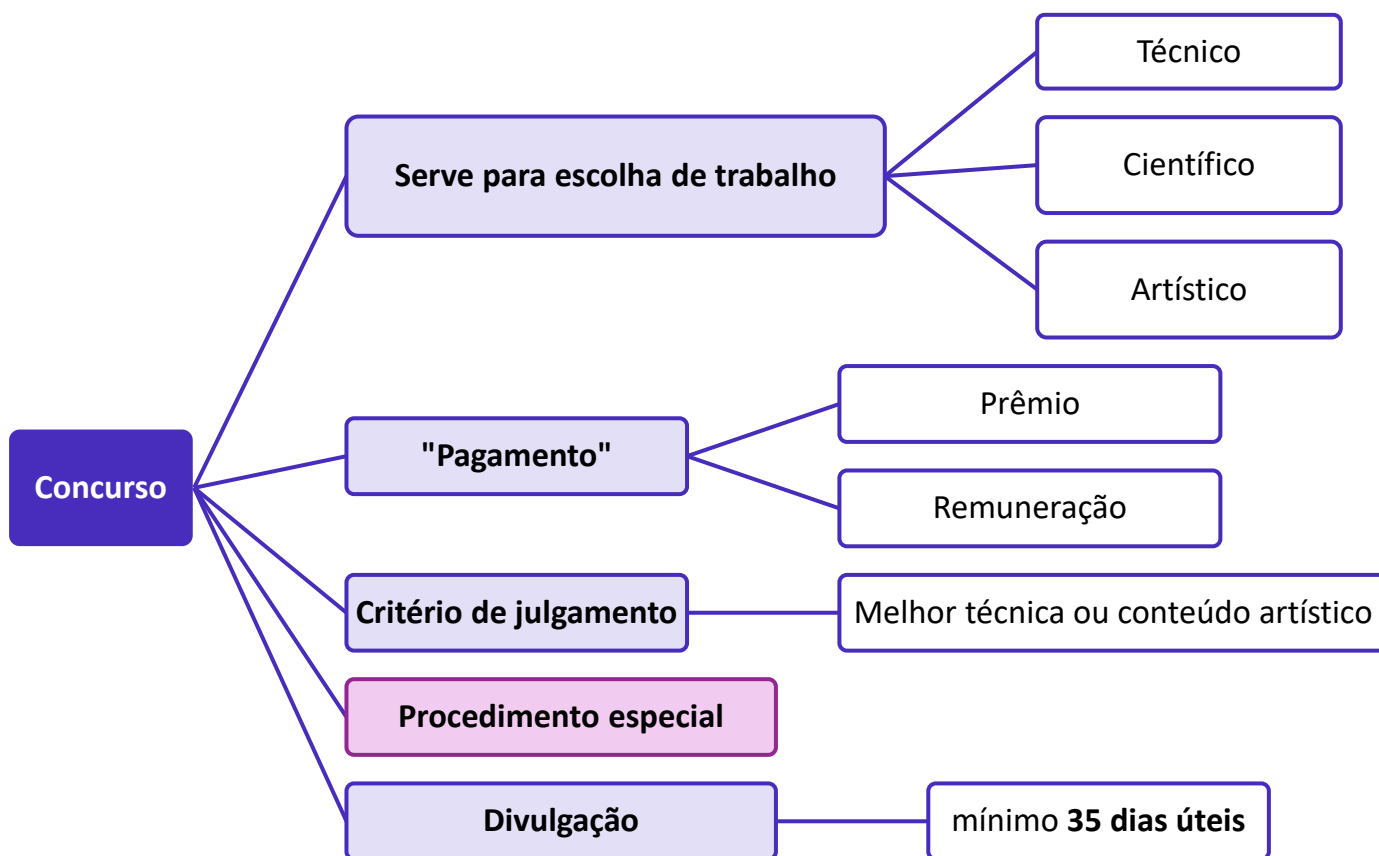 Concurso
Serve para escolha de trabalho
Técnico
Científico
Artístico
"Pagamento"
Prêmio
Remuneração
Critério de julgamento
Melhor técnica ou conteúdo artístico
Procedimento especial
Divulgação
mínimo 35 dias úteis